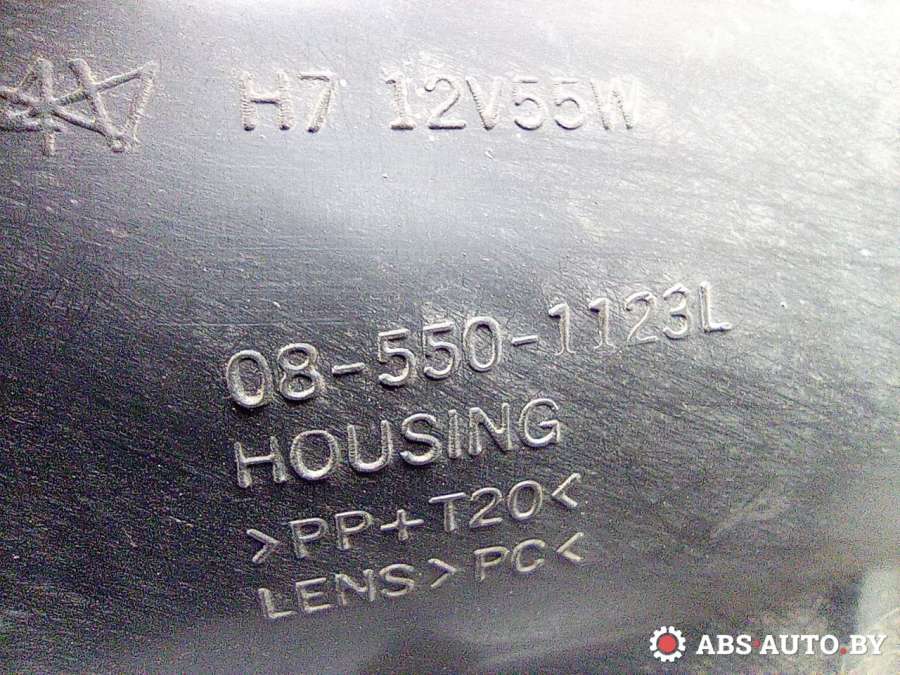 H7 12V55W
08-550-1123L
HOUSING
>PP+T20<
LENS>PC<
ABS-AUTO.BY